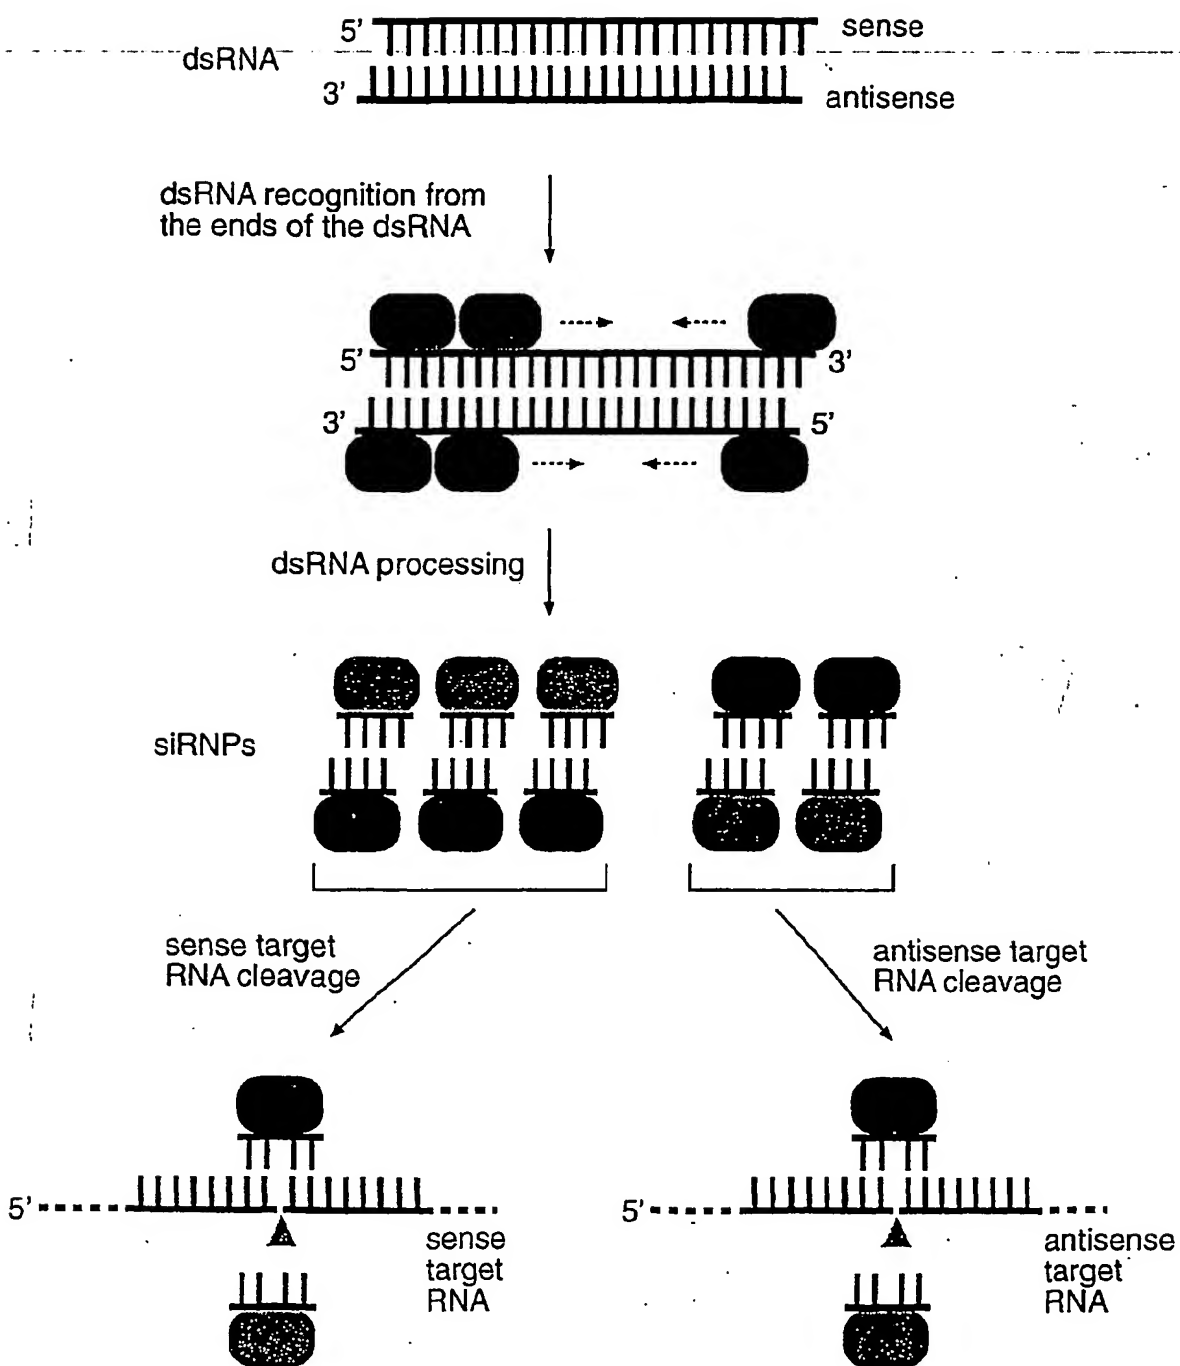 5' sense
dsRNA
3' antisense
dsRNA recognition from
the ends of the dsRNA
5' 3'
3' 5'
dsRNA processing
siRNPs
sense target
RNA cleavage
antisense target
RNA cleavage
5'
sense
target
RNA
5'
antisense
target
RNA